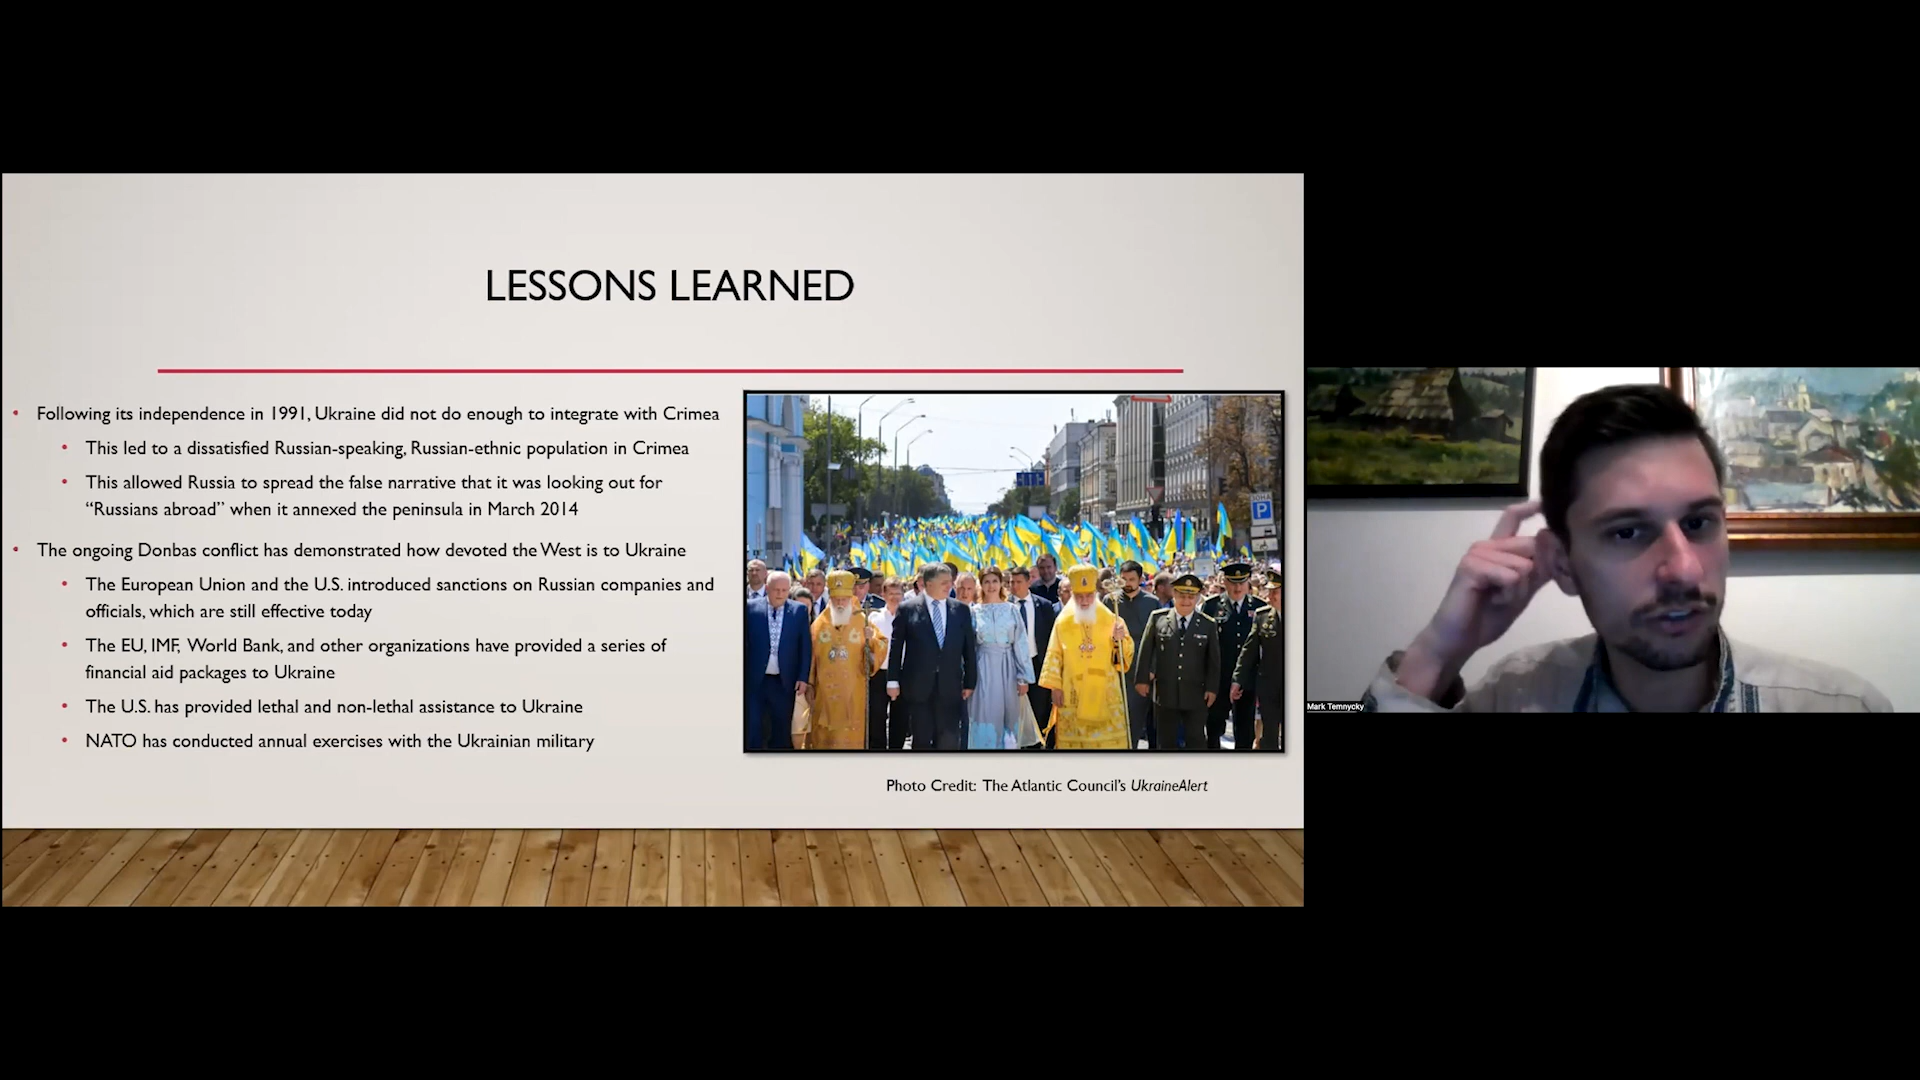 LESSONS LEARNED
• Following its independence in 1991, Ukraine did not do enough to integrate with Crimea
• This led to a dissatisfied Russian-speaking, Russian-ethnic population in Crimea
• This allowed Russia to spread the false narrative that it was looking out for
“Russians abroad” when it annexed the peninsula in March 2014
• The ongoing Donbas conflict has demonstrated how devoted the West is to Ukraine
• The European Union and the U.S. introduced sanctions on Russian companies and
officials, which are still effective today
• The EU, IMF, World Bank, and other organizations have provided a series of
financial aid packages to Ukraine
• The U.S. has provided lethal and non-lethal assistance to Ukraine
• NATO has conducted annual exercises with the Ukrainian military
ЗОНА
P
Photo Credit: The Atlantic Council’s UkraineAlert
Mark Temnycky